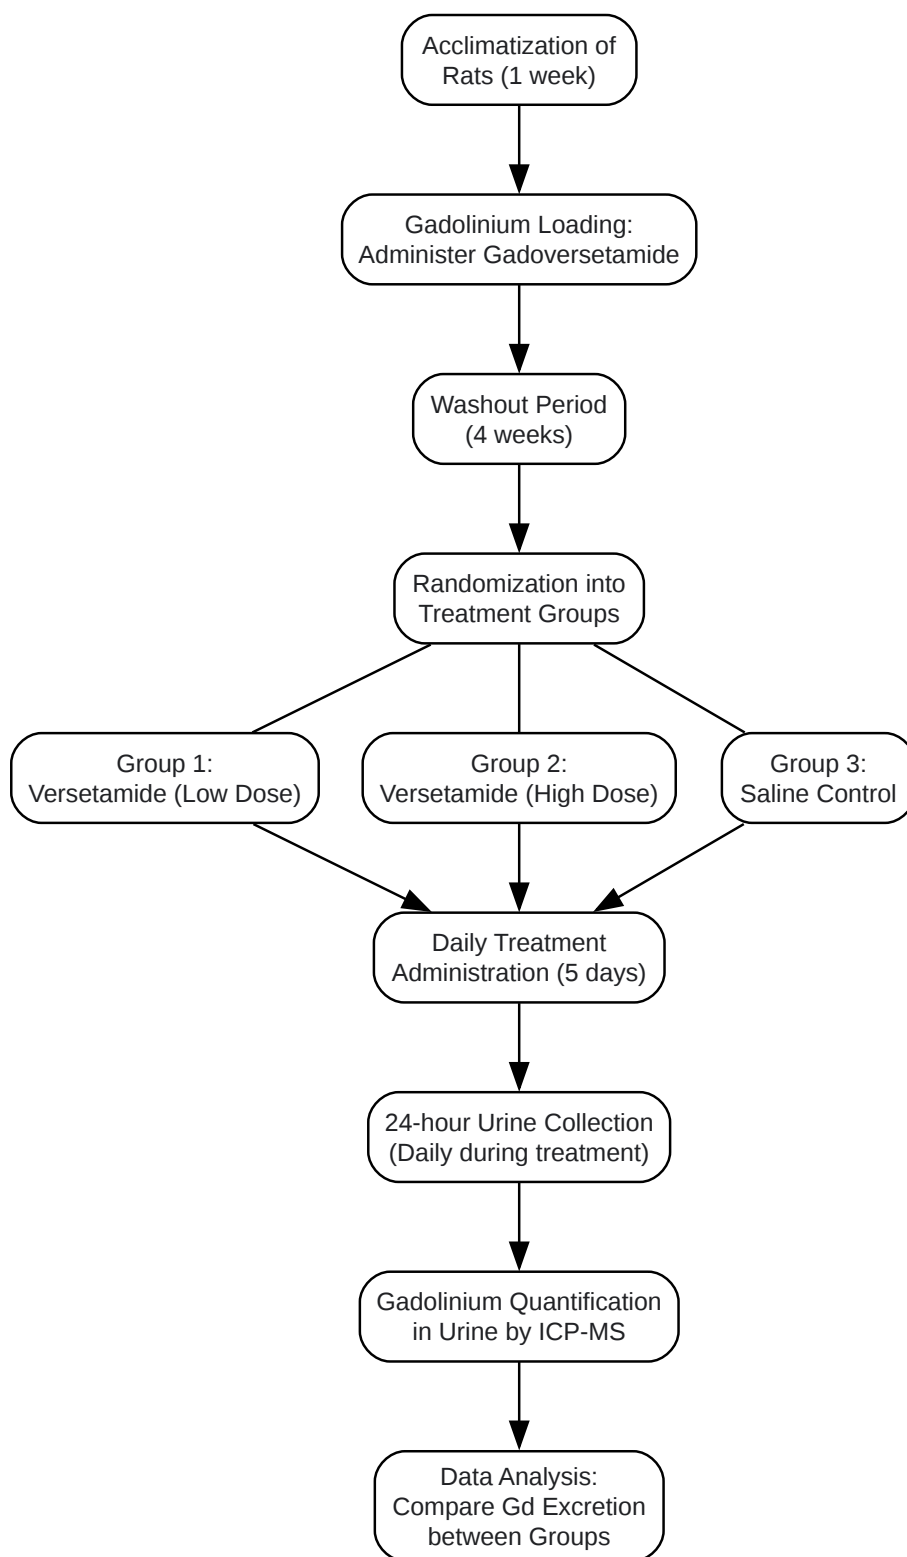 Acclimatization of
Rats (1 week)
Gadolinium Loading:
Administer Gadoversetamide
Washout Period
(4 weeks)
Randomization into
Treatment Groups
Group 1:
Versetamide (Low Dose)
Group 2:
Versetamide (High Dose)
Group 3:
Saline Control
Daily Treatment
Administration (5 days)
24-hour Urine Collection
(Daily during treatment)
Gadolinium Quantification
in Urine by ICP-MS
Data Analysis:
Compare Gd Excretion
between Groups